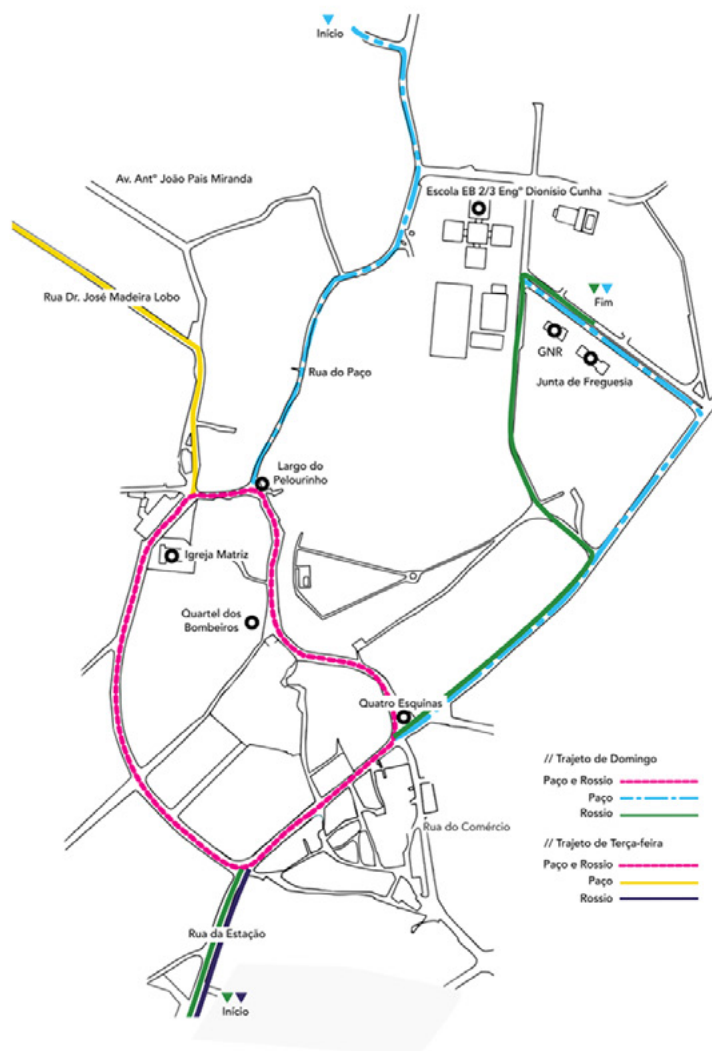 Início
Av. Antº João Pais Miranda
Escola EB 2/3 Engº Dionísio Cunha
Rua Dr. José Madeira Lobo
Fim
GNR
Junta de Freguesia
Rua do Paço
Largo do
Pelourinho
Igreja Matriz
Quartel dos
Bombeiros
Quatro Esquinas
// Trajeto de Domingo
Paço e Rossio
Paço
Rossio
Rua do Comércio
// Trajeto de Terça-feira
Paço e Rossio
Paço
Rossio
Rua da Estação
Início